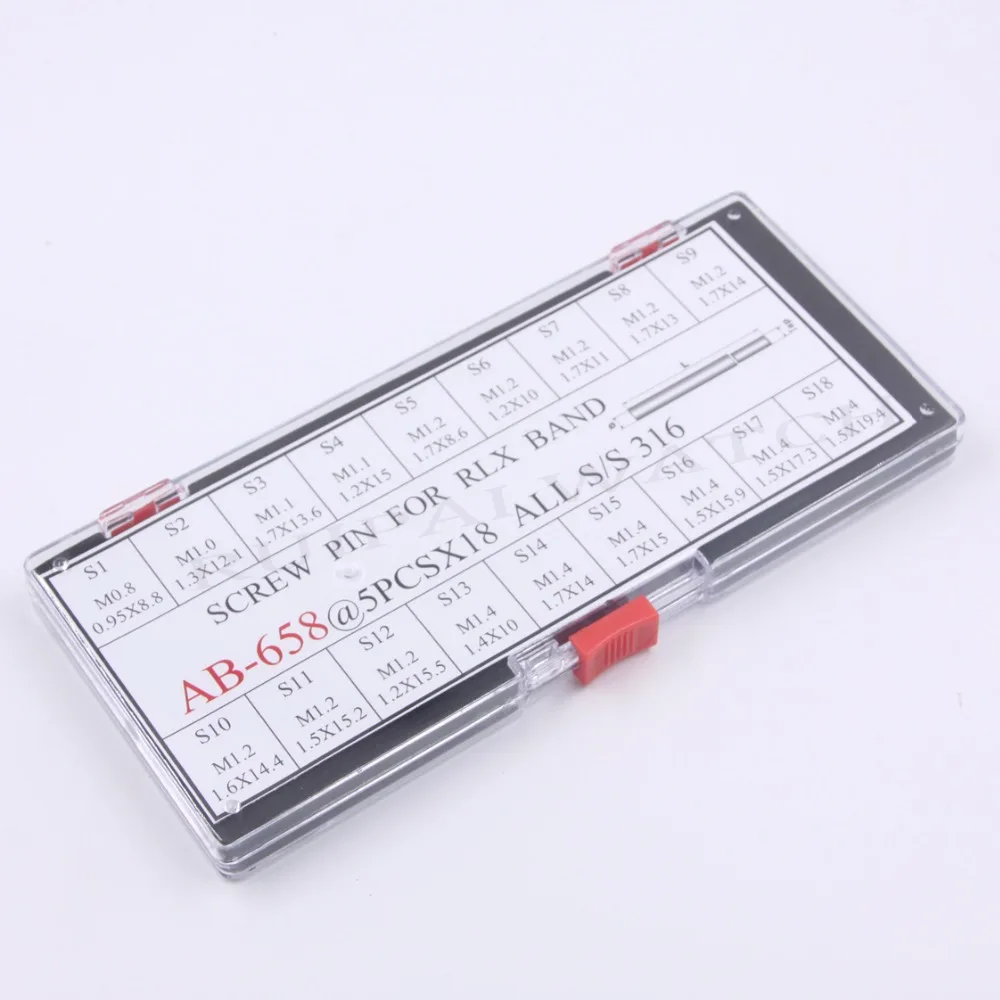 S1
M0.8
0.95X8.8
S2
M1.0
1.3X12.1
S3
M1.1
1.7X13.6
S4
M1.1
1.2X15
S5
M1.2
1.7X8.6
S6
M1.2
1.2X10
S7
M1.2
1.7X11
S8
M1.2
1.7X13
S9
M1.2
1.7X14
SCREW PIN FOR RLX BAND
L
AB-658@5PCSX18 ALL S/S 316
S10
M1.2
1.6X14.4
S11
M1.2
1.5X15.2
S12
M1.2
1.2X15.5
S13
M1.4
1.4X10
S14
M1.4
1.7X14
S15
M1.4
1.7X15
S16
M1.4
1.5X15.9
S17
M1.4
1.5X17.3
S18
M1.4
1.5X19.4